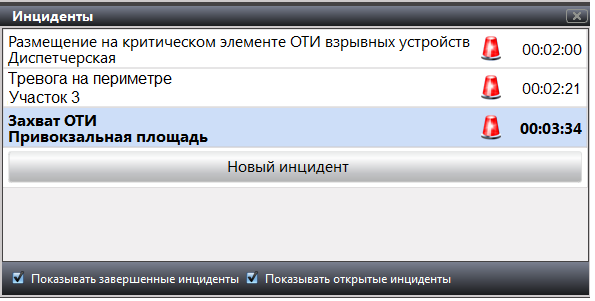 Инциденты
Размещение на критическом элементе ОТИ взрывных устройств
Диспетчерская
00:02:00
Тревога на периметре
Участок 3
00:02:21
Захват ОТИ
Привокзальная площадь
00:03:34
Новый инцидент
Показывать завершенные инциденты Показывать открытые инциденты